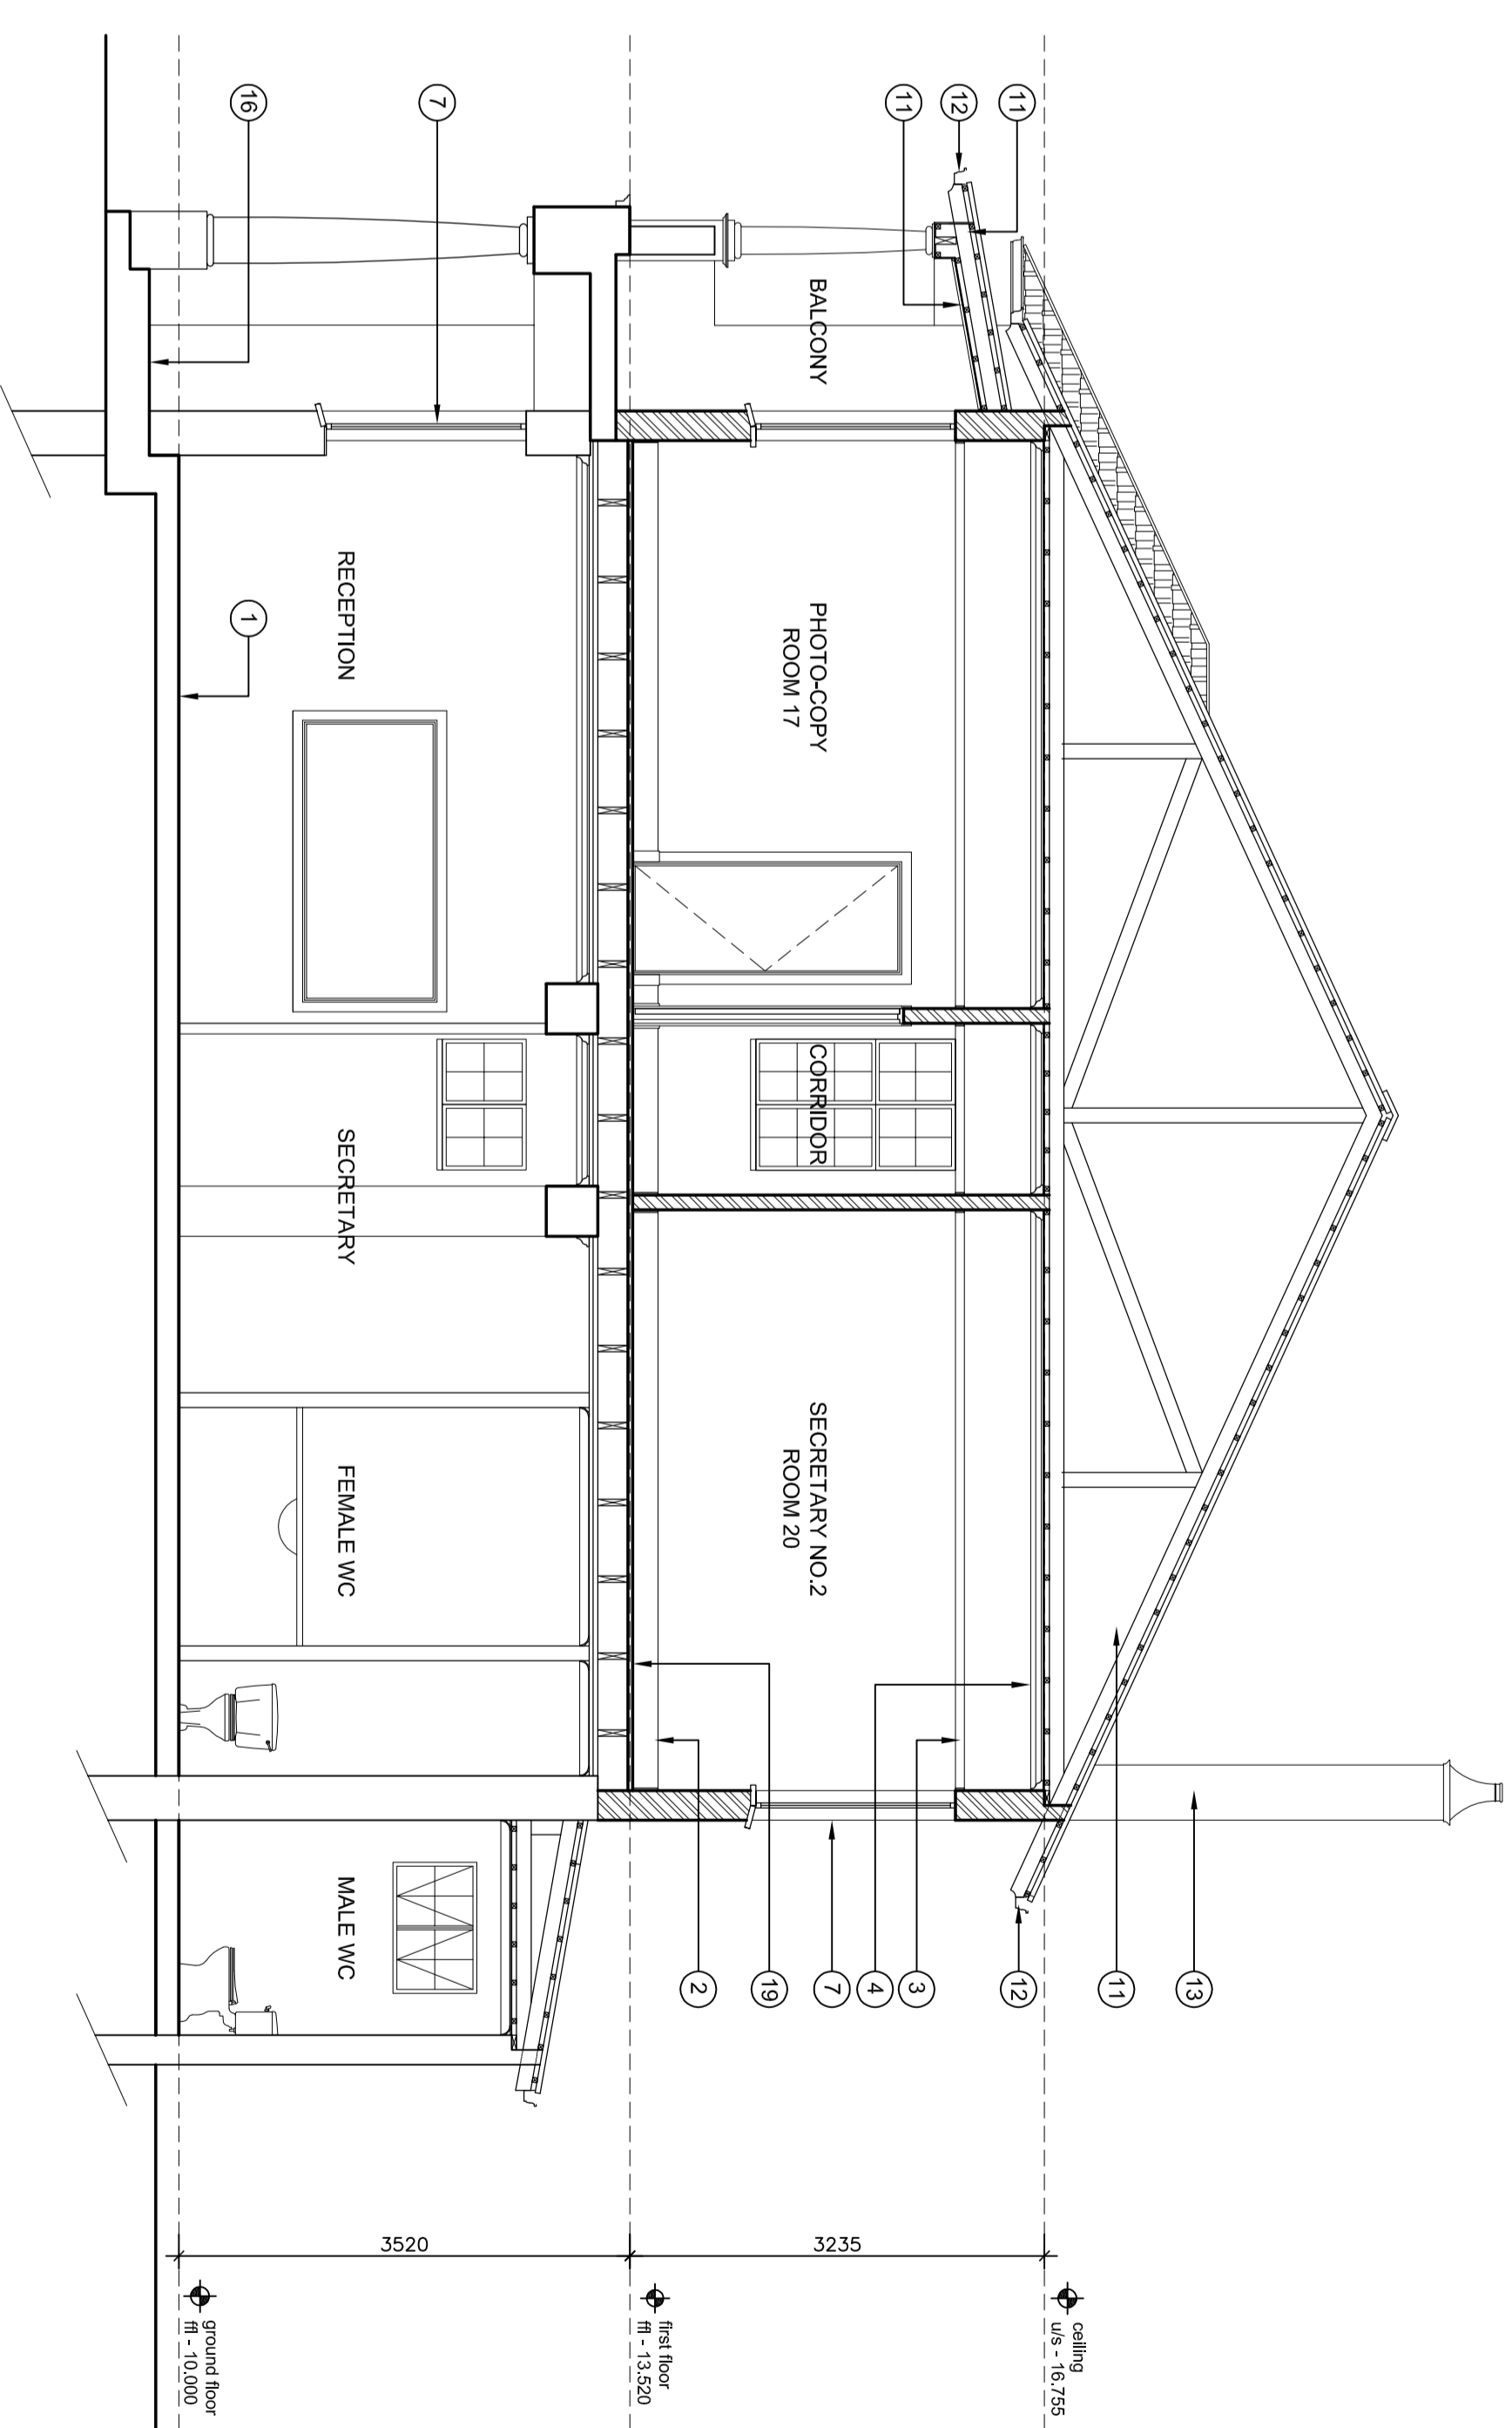 13
11
12
11
12
11
3
4
7
19
2
7
16
1
ceiling
u/s - 16.755
3235
first floor
ffl - 13.520
3520
ground floor
ffl - 10.000
BALCONY
PHOTO-COPY
ROOM 17
CORRIDOR
SECRETARY NO.2
ROOM 20
RECEPTION
SECRETARY
FEMALE WC
MALE WC